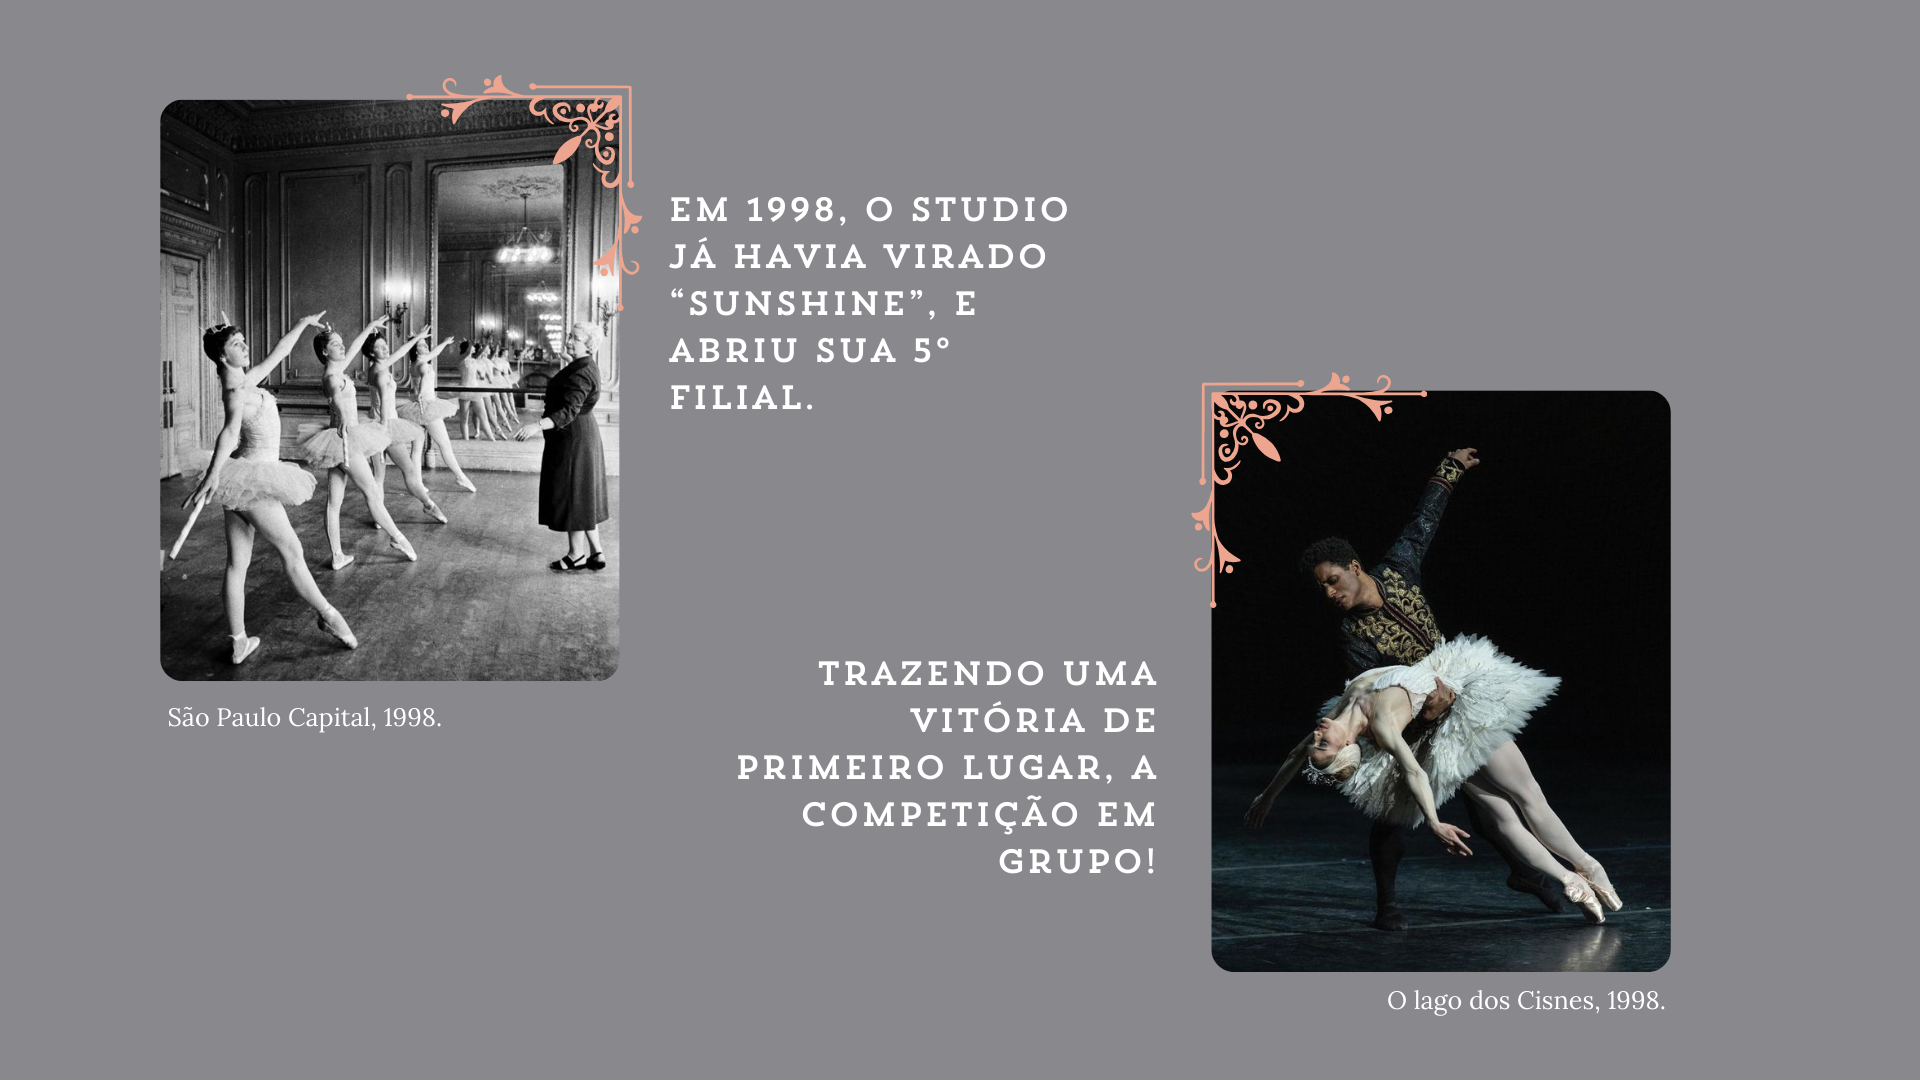 EM 1998, O STUDIO
JÁ HAVIA VIRADO
“SUNSHINE”, E
ABRIU SUA 5°
FILIAL.
São Paulo Capital, 1998.
TRAZENDO UMA
VITÓRIA DE
PRIMEIRO LUGAR, A
COMPETIÇÃO EM
GRUPO!
O lago dos Cisnes, 1998.